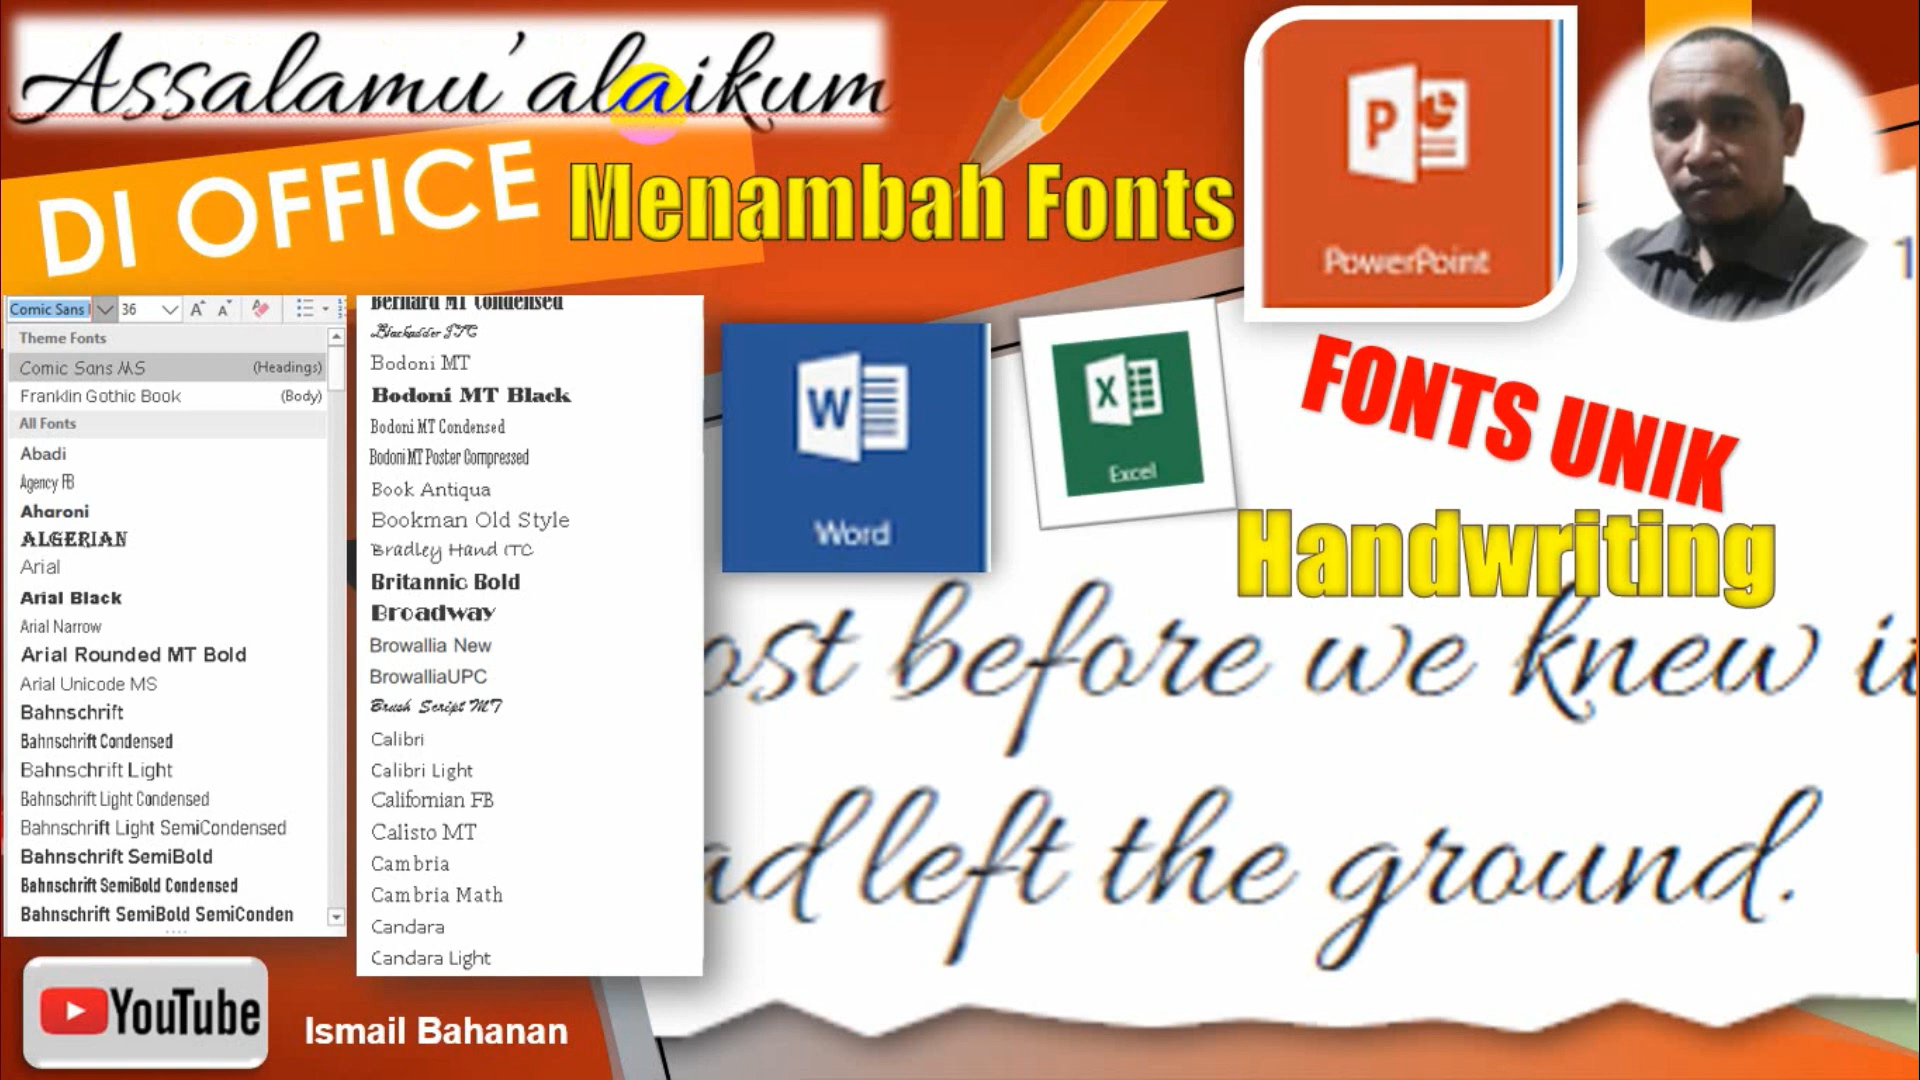 Assalamu'alaikum
DI OFFICE
Menambah Fonts
P
PowerPoint
Comic Sans
36
Theme Fonts
Comic Sans MS (Headings)
Franklin Gothic Book (Body)
All Fonts
Abadi
Agency FB
Aharoni
ALGERIAN
Arial
Arial Black
Arial Narrow
Arial Rounded MT Bold
Arial Unicode MS
Bahnschrift
Bahnschrift Condensed
Bahnschrift Light
Bahnschrift Light Condensed
Bahnschrift Light SemiCondensed
Bahnschrift SemiBold
Bahnschrift SemiBold Condensed
Bahnschrift SemiBold SemiConden
Bernard MT Condensed
Blackadder ITC
Bodoni MT
Bodoni MT Black
Bodoni MT Condensed
Bodoni MT Poster Compressed
Book Antiqua
Bookman Old Style
Bradley Hand ITC
Britannic Bold
Broadway
Browallia New
BrowalliaUPC
Brush Script MT
Calibri
Calibri Light
Californian FB
Calisto MT
Cambria
Cambria Math
Candara
Candara Light
W
Word
X
Excel
FONTS UNIK
Handwriting
ost before we knew
ad left the ground.
YouTube
Ismail Bahanan